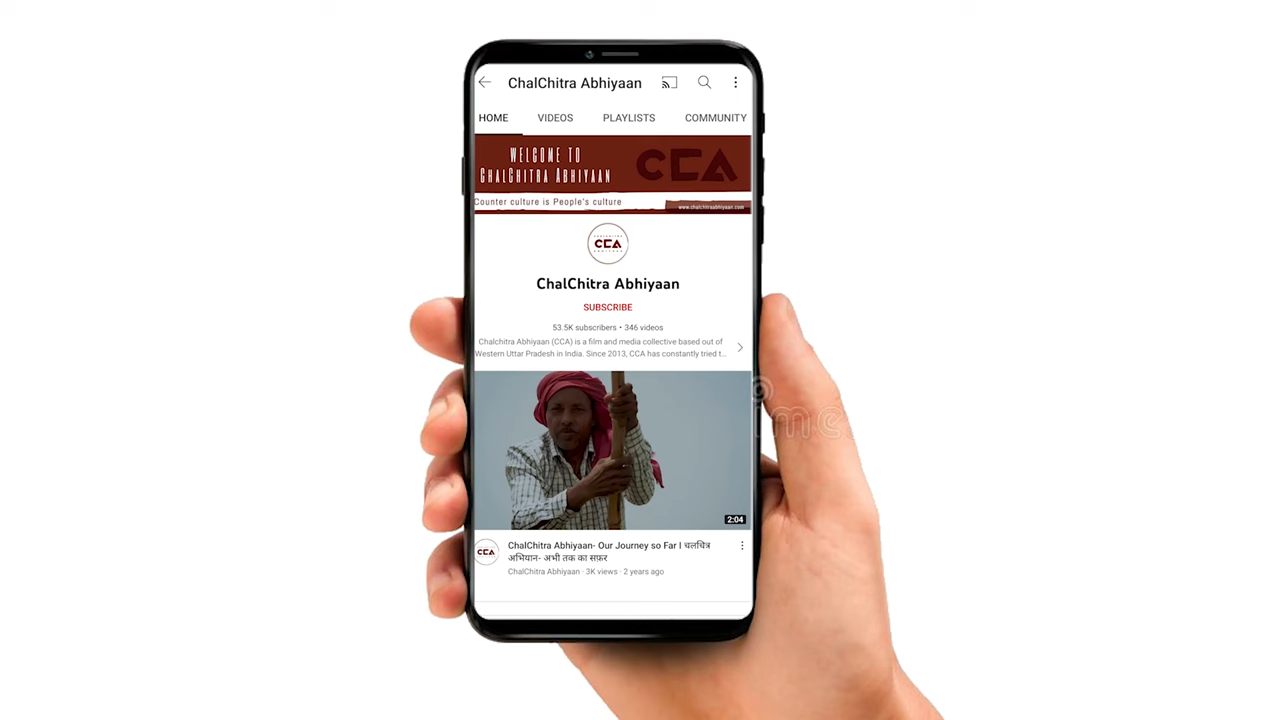 ChalChitra Abhiyaan
HOME VIDEOS PLAYLISTS COMMUNITY
WELCOME TO
CHALCHITRA ABHIYAAN
CCA
Counter culture is People's culture
www.chalchitraabhiyaan.com
CCA
ChalChitra Abhiyaan
SUBSCRIBE
53.5K subscribers • 346 videos
Chalchitra Abhiyaan (CCA) is a film and media collective based out of
Western Uttar Pradesh in India. Since 2013, CCA has constantly tried t...
2:04
CCA
ChalChitra Abhiyaan- Our Journey so Far I चलचित्र
अभियान- अभी तक का सफ़र
ChalChitra Abhiyaan · 3K views · 2 years ago